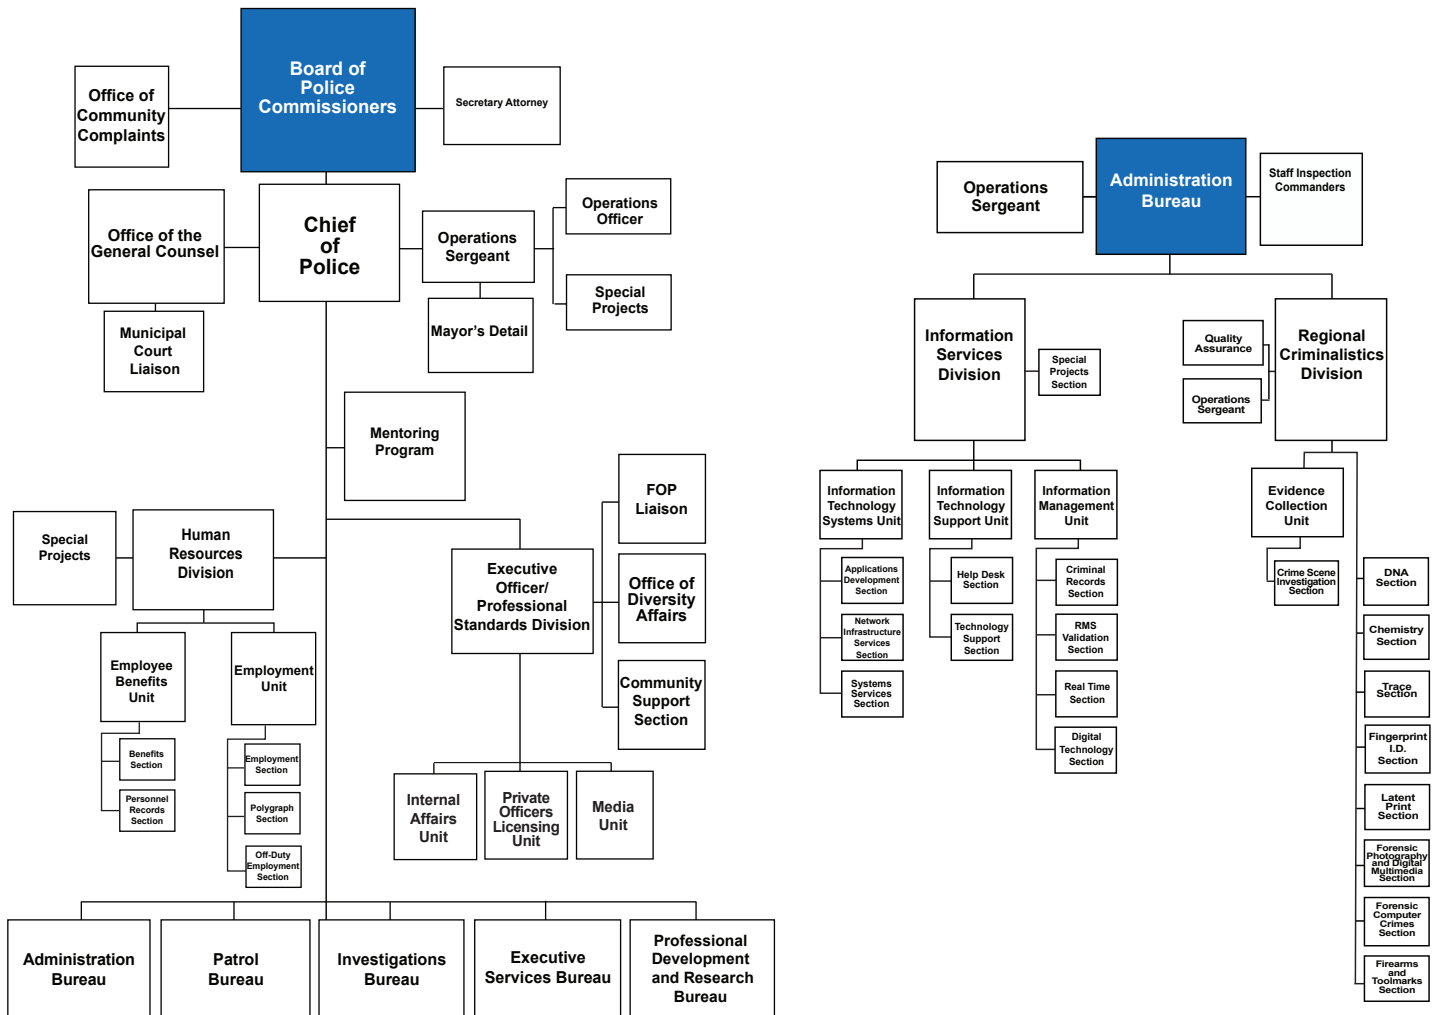 Board of
Police
Commissioners
Office of
Community
Complaints
Secretary Attorney
Chief
of
Police
Office of the
General Counsel
Municipal
Court
Liaison
Operations
Sergeant
Operations
Officer
Special
Projects
Mayor's Detail
Mentoring
Program
Special
Projects
Human
Resources
Division
Employee
Benefits
Unit
Benefits
Section
Personnel
Records
Section
Employment
Unit
Employment
Section
Polygraph
Section
Off-Duty
Employment
Section
Executive
Officer/
Professional
Standards Division
FOP
Liaison
Office of
Diversity
Affairs
Community
Support
Section
Internal
Affairs
Unit
Private
Officers
Licensing
Unit
Media
Unit
Administration
Bureau
Patrol
Bureau
Investigations
Bureau
Executive
Services Bureau
Professional
Development
and Research
Bureau
Operations
Sergeant
Administration
Bureau
Staff Inspection
Commanders
Information
Services
Division
Special
Projects
Section
Quality
Assurance
Operations
Sergeant
Regional
Criminalistics
Division
Information
Technology
Systems Unit
Applications
Development
Section
Network
Infrastructure
Services
Section
Systems
Services
Section
Information
Technology
Support Unit
Help Desk
Section
Technology
Support
Section
Information
Management
Unit
Criminal
Records
Section
RMS
Validation
Section
Real Time
Section
Digital
Technology
Section
Evidence
Collection
Unit
Crime Scene
Investigation
Section
DNA
Section
Chemistry
Section
Trace
Section
Fingerprint
I.D.
Section
Latent
Print
Section
Forensic
Photography
and Digital
Multimedia
Section
Forensic
Computer
Crimes
Section
Firearms
and
Toolmarks
Section